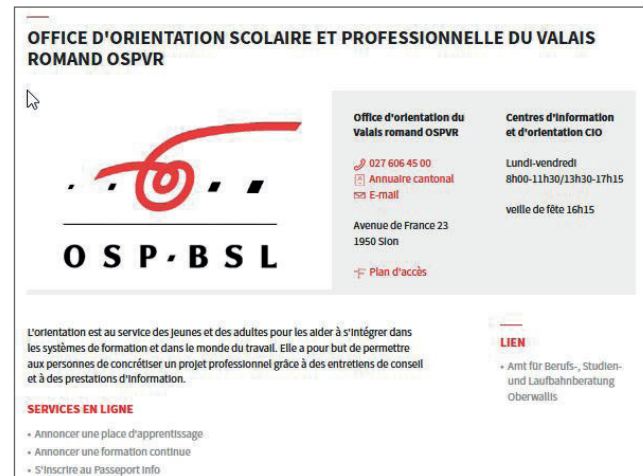 OFFICE D'ORIENTATION SCOLAIRE ET PROFESSIONNELLE DU VALAIS
ROMAND OSPVR
OSP-BSL
Office d'orientation du
Valais romand OSPVR
027 606 45 00
Annuaire cantonal
E-mail
Avenue de France 23
1950 Sion
Plan d'accès
Centres d'information
et d'orientation CIO
Lundi-vendredi
8h00-11h30/13h30-17h15
veille de fête 16h15
L'orientation est au service des jeunes et des adultes pour les aider à s'intégrer dans
les systèmes de formation et dans le monde du travail. Elle a pour but de permettre
aux personnes de concrétiser un projet professionnel grâce à des entretiens de conseil
et à des prestations d'information.
SERVICES EN LIGNE
• Annoncer une place d'apprentissage
• Annoncer une formation continue
• S'inscrire au Passeport Info
LIEN
• Amt für Berufs-, Studien-
und Laufbahnberatung
Oberwallis